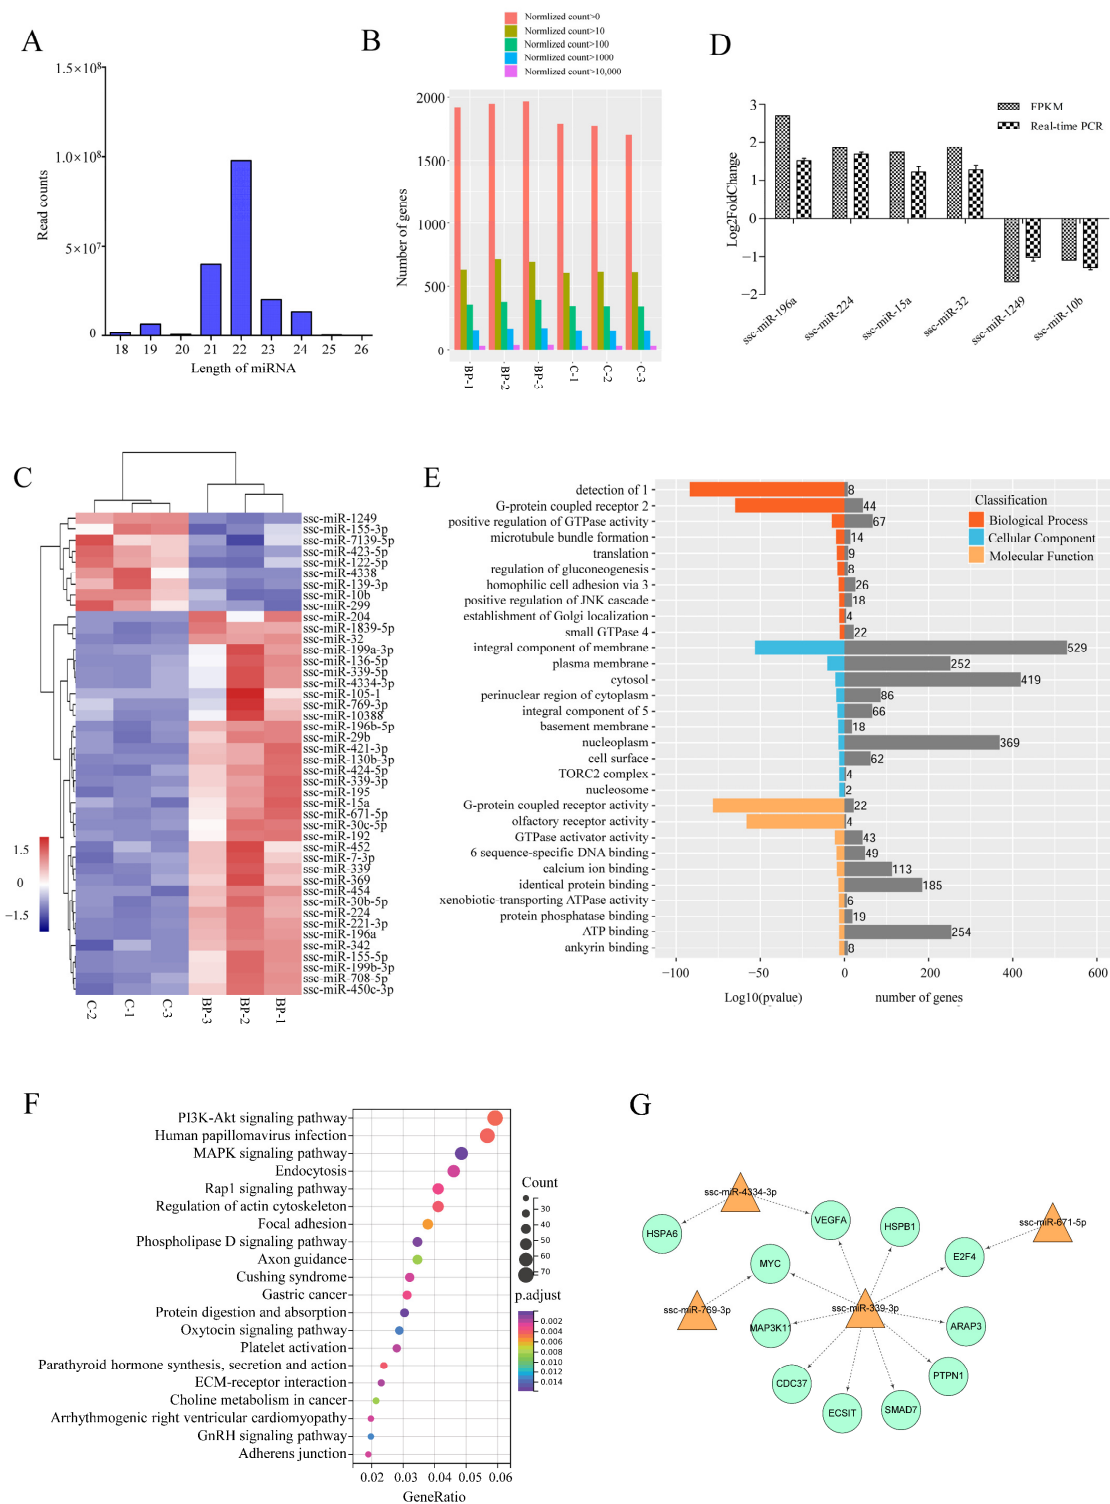 A
1.5×10⁸
1.0×10⁸
5×10⁷
0
Read counts
18 19 20 21 22 23 24 25 26
Length of miRNA
B
Normlized count>0
Normlized count>10
Normlized count>100
Normlized count>1000
Normlized count>10,000
2000
1500
1000
500
0
Number of genes
BP-1 BP-2 BP-3 C-1 C-2 C-3
D
FPKM
Real-time PCR
3
2
1
0
−1
−2
Log2FoldChange
ssc-miR-196a ssc-miR-224 ssc-miR-15a ssc-miR-32 ssc-miR-1249 ssc-miR-10b
C
ssc-miR-1249
ssc-miR-155-3p
ssc-miR-7139-5p
ssc-miR-423-5p
ssc-miR-122-5p
ssc-miR-4338
ssc-miR-139-3p
ssc-miR-10b
ssc-miR-299
ssc-miR-204
ssc-miR-1839-5p
ssc-miR-32
ssc-miR-199a-3p
ssc-miR-136-5p
ssc-miR-339-5p
ssc-miR-4334-3p
ssc-miR-105-1
ssc-miR-769-3p
ssc-miR-10388
ssc-miR-196b-5p
ssc-miR-29b
ssc-miR-421-3p
ssc-miR-130b-3p
ssc-miR-424-5p
ssc-miR-339-3p
ssc-miR-195
ssc-miR-15a
ssc-miR-671-5p
ssc-miR-30c-5p
ssc-miR-192
ssc-miR-452
ssc-miR-7-3p
ssc-miR-339
ssc-miR-369
ssc-miR-454
ssc-miR-30b-5p
ssc-miR-224
ssc-miR-221-3p
ssc-miR-196a
ssc-miR-342
ssc-miR-155-5p
ssc-miR-199b-3p
ssc-miR-708-5p
ssc-miR-450c-3p
1.5
0
−1.5
C-2 C-1 C-3 BP-3 BP-2 BP-1
E
Classification
Biological Process
Cellular Component
Molecular Function
detection of 1 8
G-protein coupled receptor 2 44
positive regulation of GTPase activity 67
microtubule bundle formation 14
translation 9
regulation of gluconeogenesis 8
homophilic cell adhesion via 3 26
positive regulation of JNK cascade 18
establishment of Golgi localization 4
small GTPase 4 22
integral component of membrane 529
plasma membrane 252
cytosol 419
perinuclear region of cytoplasm 86
integral component of 5 66
basement membrane 18
nucleoplasm 369
cell surface 62
TORC2 complex 4
nucleosome 2
G-protein coupled receptor activity 22
olfactory receptor activity 4
GTPase activator activity 43
6 sequence-specific DNA binding 49
calcium ion binding 113
identical protein binding 185
xenobiotic-transporting ATPase activity 6
protein phosphatase binding 19
ATP binding 254
ankyrin binding 8
−100 −50 0 200 400 600
Log10(pvalue) number of genes
F
PI3K-Akt signaling pathway
Human papillomavirus infection
MAPK signaling pathway
Endocytosis
Rap1 signaling pathway
Regulation of actin cytoskeleton
Focal adhesion
Phospholipase D signaling pathway
Axon guidance
Cushing syndrome
Gastric cancer
Protein digestion and absorption
Oxytocin signaling pathway
Platelet activation
Parathyroid hormone synthesis, secretion and action
ECM-receptor interaction
Choline metabolism in cancer
Arrhythmogenic right ventricular cardiomyopathy
GnRH signaling pathway
Adherens junction
0.02 0.03 0.04 0.05 0.06
GeneRatio
Count
30
40
50
60
70
p.adjust
0.002
0.004
0.006
0.008
0.010
0.012
0.014
G
ssc-miR-4334-3p
HSPA6
VEGFA
HSPB1
ssc-miR-671-5p
MYC
E2F4
ssc-miR-769-3p
ssc-miR-339-3p
MAP3K11
ARAP3
CDC37
PTPN1
ECSIT
SMAD7